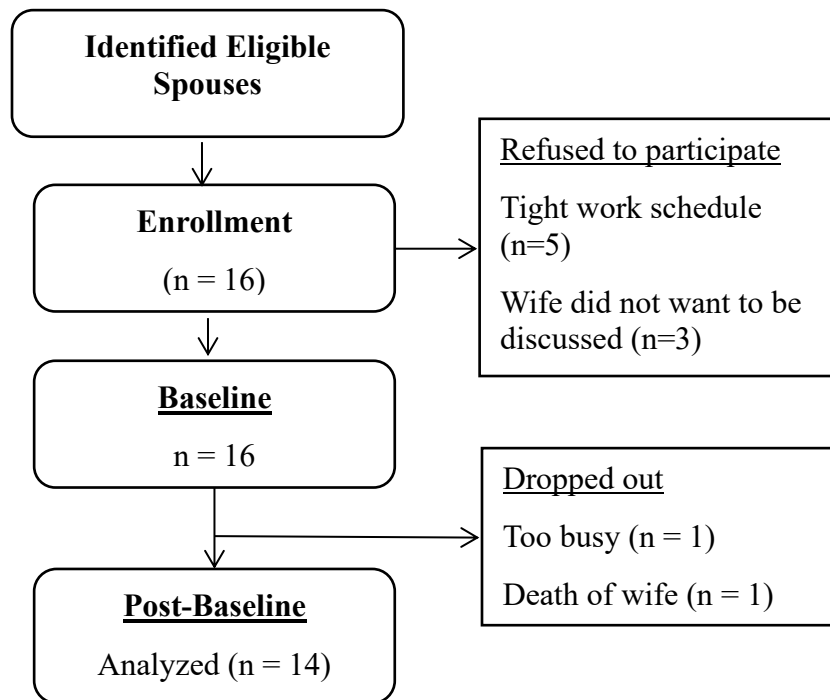 Identified Eligible
Spouses
Enrollment
(n = 16)
Refused to participate
Tight work schedule
(n=5)
Wife did not want to be
discussed (n=3)
Baseline
n = 16
Dropped out
Too busy (n = 1)
Death of wife (n = 1)
Post-Baseline
Analyzed (n = 14)